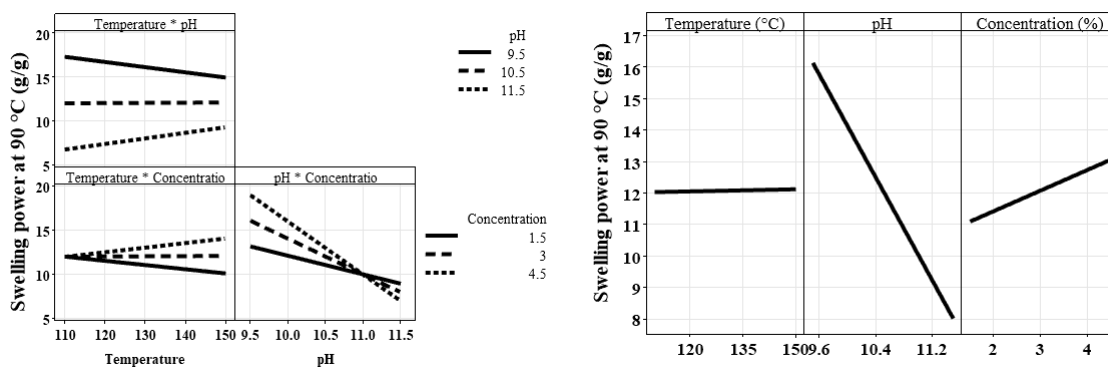 Temperature * pH
20
15
10
5
Swelling power at 90 °C (g/g)
pH
9.5
10.5
11.5
Temperature * Concentratio
pH * Concentratio
20
15
10
5
110 120 130 140 150 9.5 10.0 10.5 11.0 11.5
Temperature
pH
Concentration
1.5
3
4.5
Temperature (°C)
pH
Concentration (%)
17
16
15
14
13
12
11
10
9
8
Swelling power at 90 °C (g/g)
120 135 150 9.6 10.4 11.2 2 3 4